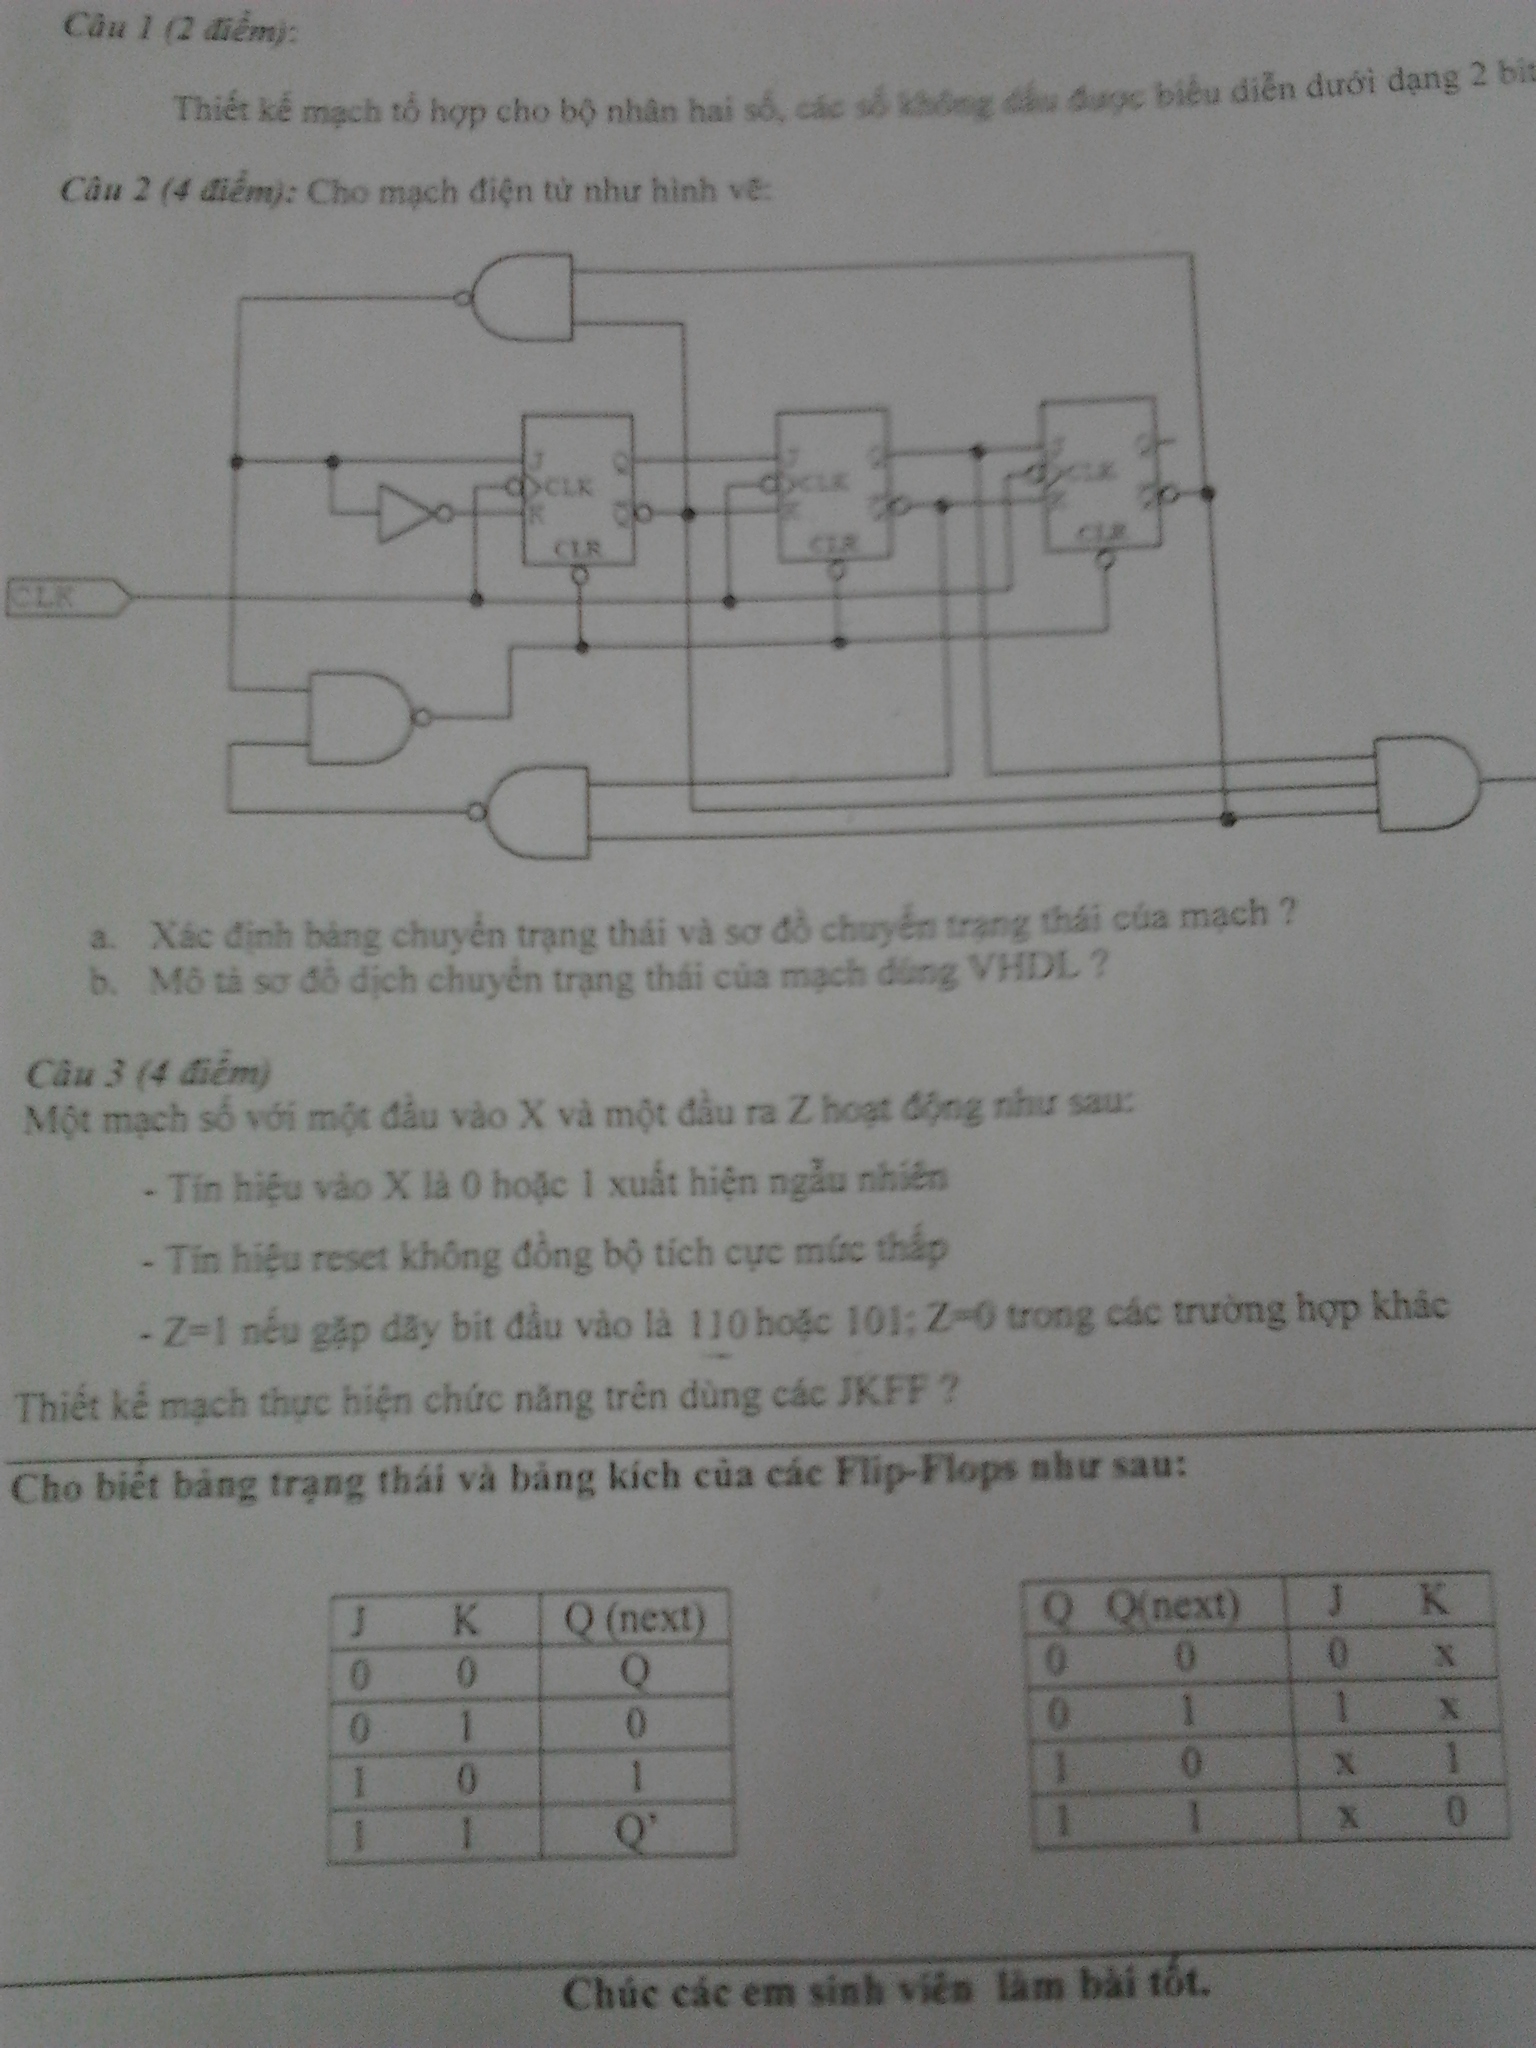 Câu 1 (2 điểm):
Thiết kế mạch tổ hợp cho bộ nhân hai số, các số không dấu được biểu diễn dưới dạng 2 bit
Câu 2 (4 điểm): Cho mạch điện tử như hình vẽ:
J Q J Q J Q
CLK CLK CLK
K Q K Q K Q
CLR CLR CLR
CLK
a. Xác định bảng chuyển trạng thái và sơ đồ chuyển trạng thái của mạch ?
b. Mô tả sơ đồ dịch chuyển trạng thái của mạch dùng VHDL ?
Câu 3 (4 điểm)
Một mạch số với một đầu vào X và một đầu ra Z hoạt động như sau:
- Tín hiệu vào X là 0 hoặc 1 xuất hiện ngẫu nhiên
- Tín hiệu reset không đồng bộ tích cực mức thấp
- Z=1 nếu gặp dãy bit đầu vào là 110 hoặc 101; Z=0 trong các trường hợp khác
Thiết kế mạch thực hiện chức năng trên dùng các JKFF ?
Cho biết bảng trạng thái và bảng kích của các Flip-Flops như sau:
J K Q (next)
0 0 Q
0 1 0
1 0 1
1 1 Q'
Q Q(next) J K
0 0 0 x
0 1 1 x
1 0 x 1
1 1 x 0
Chúc các em sinh viên làm bài tốt.